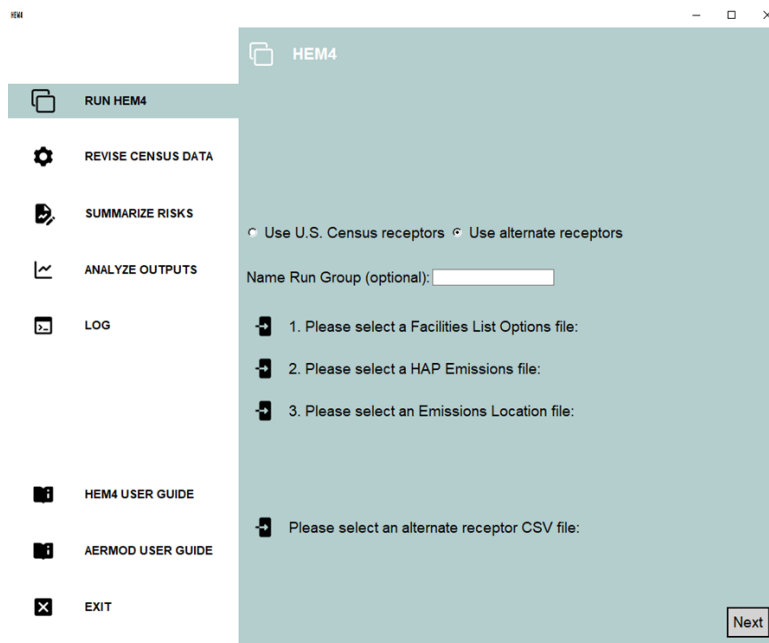 HEM4
HEM4
RUN HEM4
REVISE CENSUS DATA
SUMMARIZE RISKS
ANALYZE OUTPUTS
LOG
HEM4 USER GUIDE
AERMOD USER GUIDE
EXIT
Use U.S. Census receptors Use alternate receptors
Name Run Group (optional):
1. Please select a Facilities List Options file:
2. Please select a HAP Emissions file:
3. Please select an Emissions Location file:
Please select an alternate receptor CSV file:
Next